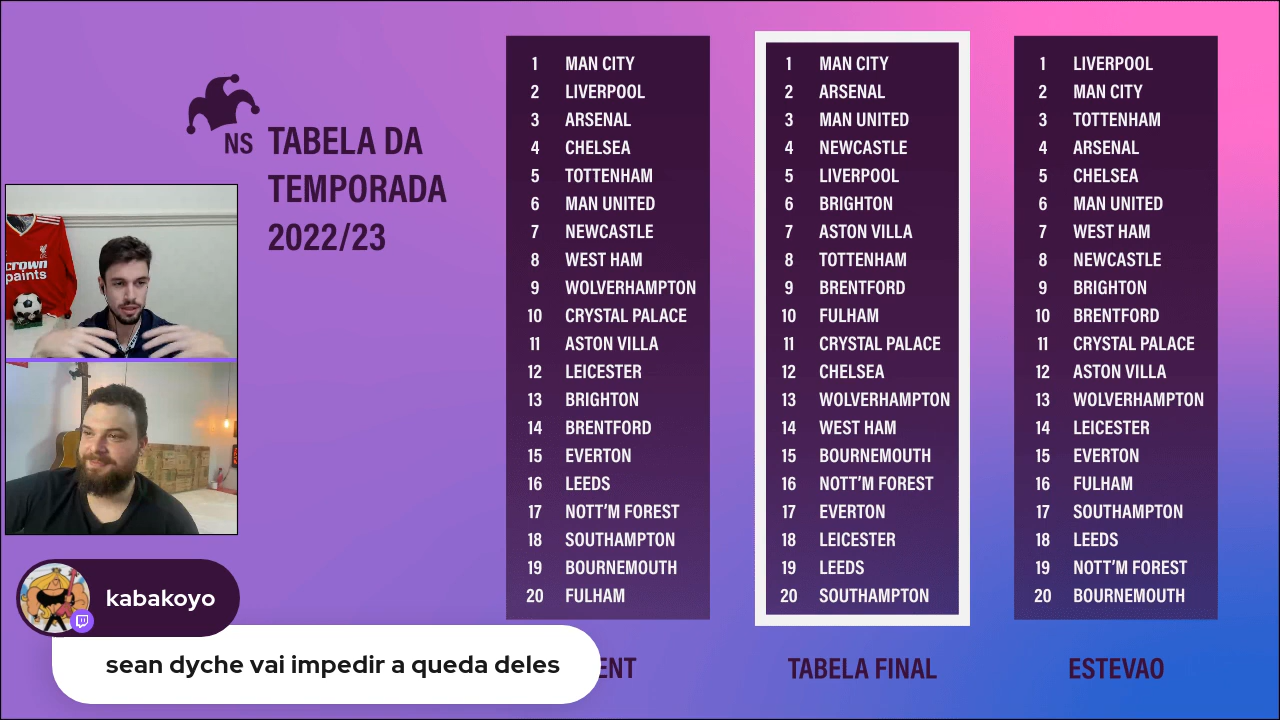 NS
TABELA DA
TEMPORADA
2022/23
crown
paints
1 MAN CITY
2 LIVERPOOL
3 ARSENAL
4 CHELSEA
5 TOTTENHAM
6 MAN UNITED
7 NEWCASTLE
8 WEST HAM
9 WOLVERHAMPTON
10 CRYSTAL PALACE
11 ASTON VILLA
12 LEICESTER
13 BRIGHTON
14 BRENTFORD
15 EVERTON
16 LEEDS
17 NOTT'M FOREST
18 SOUTHAMPTON
19 BOURNEMOUTH
20 FULHAM
ENT
1 MAN CITY
2 ARSENAL
3 MAN UNITED
4 NEWCASTLE
5 LIVERPOOL
6 BRIGHTON
7 ASTON VILLA
8 TOTTENHAM
9 BRENTFORD
10 FULHAM
11 CRYSTAL PALACE
12 CHELSEA
13 WOLVERHAMPTON
14 WEST HAM
15 BOURNEMOUTH
16 NOTT'M FOREST
17 EVERTON
18 LEICESTER
19 LEEDS
20 SOUTHAMPTON
TABELA FINAL
1 LIVERPOOL
2 MAN CITY
3 TOTTENHAM
4 ARSENAL
5 CHELSEA
6 MAN UNITED
7 WEST HAM
8 NEWCASTLE
9 BRIGHTON
10 BRENTFORD
11 CRYSTAL PALACE
12 ASTON VILLA
13 WOLVERHAMPTON
14 LEICESTER
15 EVERTON
16 FULHAM
17 SOUTHAMPTON
18 LEEDS
19 NOTT'M FOREST
20 BOURNEMOUTH
ESTEVAO
kabakoyo
sean dyche vai impedir a queda deles